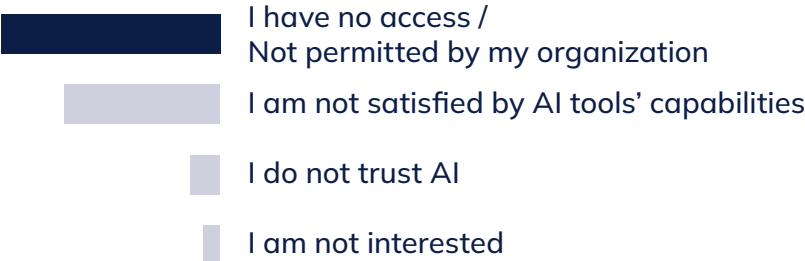 I have no access /
Not permitted by my organization
I am not satisfied by AI tools’ capabilities
I do not trust AI
I am not interested